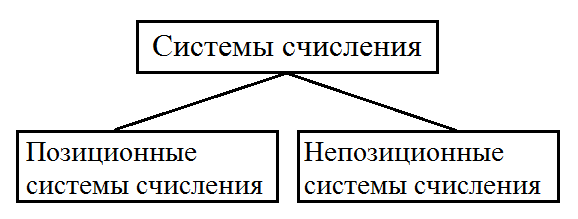 Системы счисления
Позиционные
системы счисления
Непозиционные
системы счисления